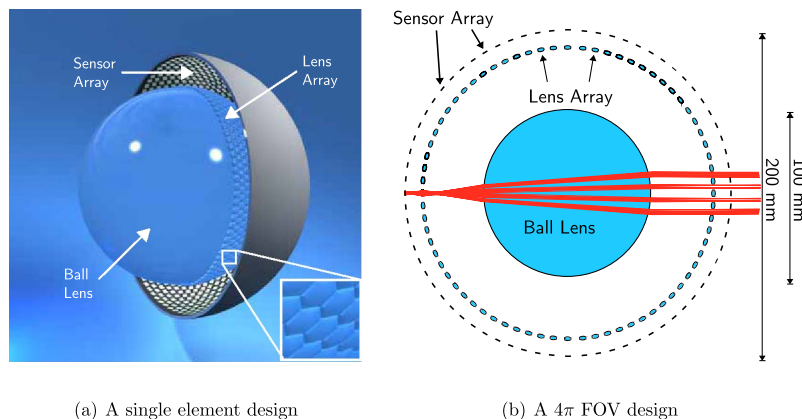 Sensor
Array
Lens
Array
Ball
Lens
(a) A single element design
Sensor Array
Lens Array
Ball Lens
100 mm
200 mm
(b) A 4π FOV design